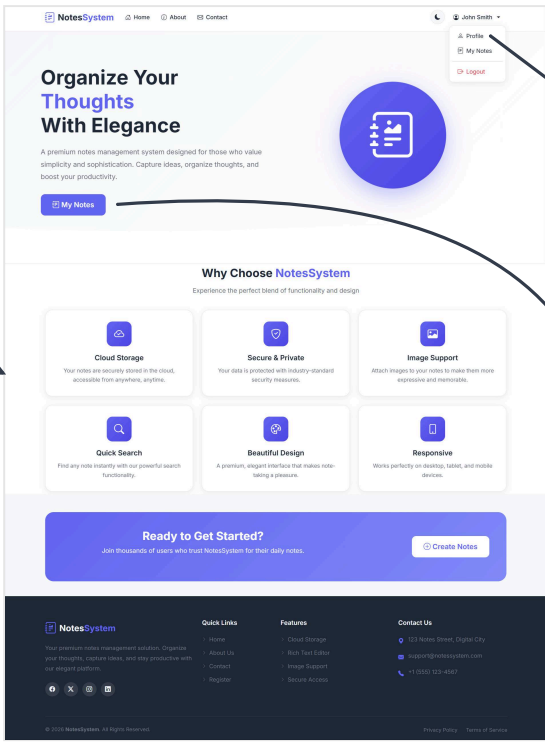 NotesSystem Home About Contact John Smith
Profile
My Notes
Logout
Organize Your
Thoughts
With Elegance
A premium notes management system designed for those who value
simplicity and sophistication. Capture ideas, organize thoughts, and
boost your productivity.
My Notes
Why Choose NotesSystem
Experience the perfect blend of functionality and design
Cloud Storage
Your notes are securely stored in the cloud,
accessible from anywhere, anytime.
Secure & Private
Your data is protected with industry-standard
security measures.
Image Support
Attach images to your notes to make them more
expressive and memorable.
Quick Search
Find any note instantly with our powerful search
functionality.
Beautiful Design
A premium, elegant interface that makes note-
taking a pleasure.
Responsive
Works perfectly on desktop, tablet, and mobile
devices.
Ready to Get Started?
Join thousands of users who trust NotesSystem for their daily notes.
Create Notes
NotesSystem
Your premium notes management solution. Organize
your thoughts, capture ideas, and stay productive with
our elegant platform.
Quick Links
Home
About Us
Contact
Register
Features
Cloud Storage
Rich Text Editor
Image Support
Secure Access
Contact Us
123 Notes Street, Digital City
support@notessystem.com
+1 (555) 123-4567
© 2026 NotesSystem. All Rights Reserved.
Privacy Policy Terms of Service